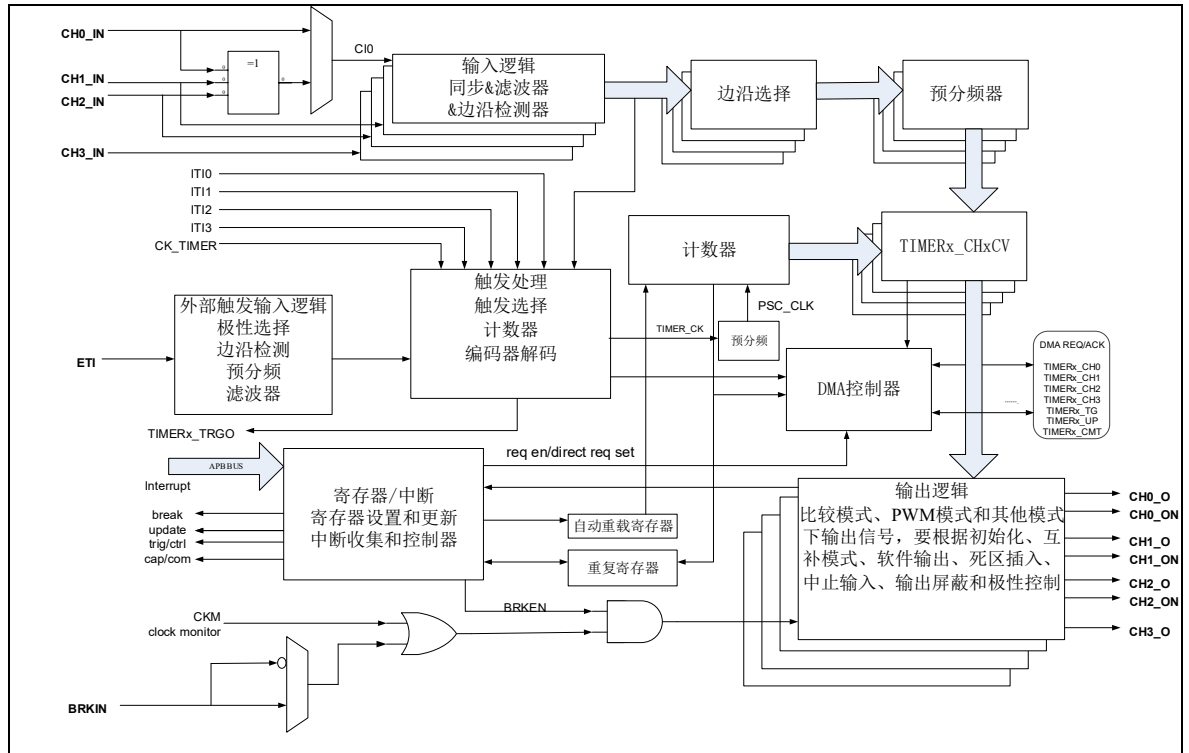 CH0_IN
CH1_IN
CH2_IN
CH3_IN
=1
CI0
输入逻辑
同步&滤波器
&边沿检测器
边沿选择
预分频器
ITI0
ITI1
ITI2
ITI3
CK_TIMER
触发处理
触发选择
计数器
编码器解码
计数器
TIMERx_CHxCV
外部触发输入逻辑
极性选择
边沿检测
预分频
滤波器
ETI
TIMER_CK
PSC_CLK
预分频
DMA控制器
DMA REQ/ACK
TIMERx_CH0
TIMERx_CH1
TIMERx_CH2
TIMERx_CH3
TIMERx_TG
TIMERx_UP
TIMERx_CMT
......
TIMERx_TRGO
APB BUS
Interrupt
req en/direct req set
寄存器/中断
寄存器设置和更新
中断收集和控制器
break
update
trig/ctrl
cap/com
自动重载寄存器
重复寄存器
输出逻辑
比较模式、PWM模式和其他模式
下输出信号，要根据初始化、互
补模式、软件输出、死区插入、
中止输入、输出屏蔽和极性控制
CH0_O
CH0_ON
CH1_O
CH1_ON
CH2_O
CH2_ON
CH3_O
BRKEN
CKM
clock monitor
BRKIN